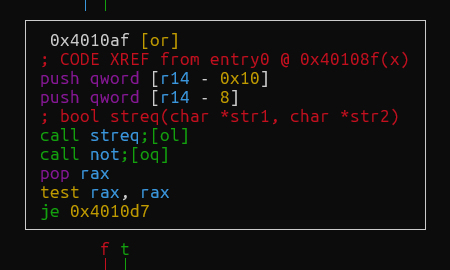 0x4010af [or]
; CODE XREF from entry0 @ 0x40108f(x)
push qword [r14 - 0x10]
push qword [r14 - 8]
; bool streq(char *str1, char *str2)
call streq;[ol]
call not;[oq]
pop rax
test rax, rax
je 0x4010d7
f t